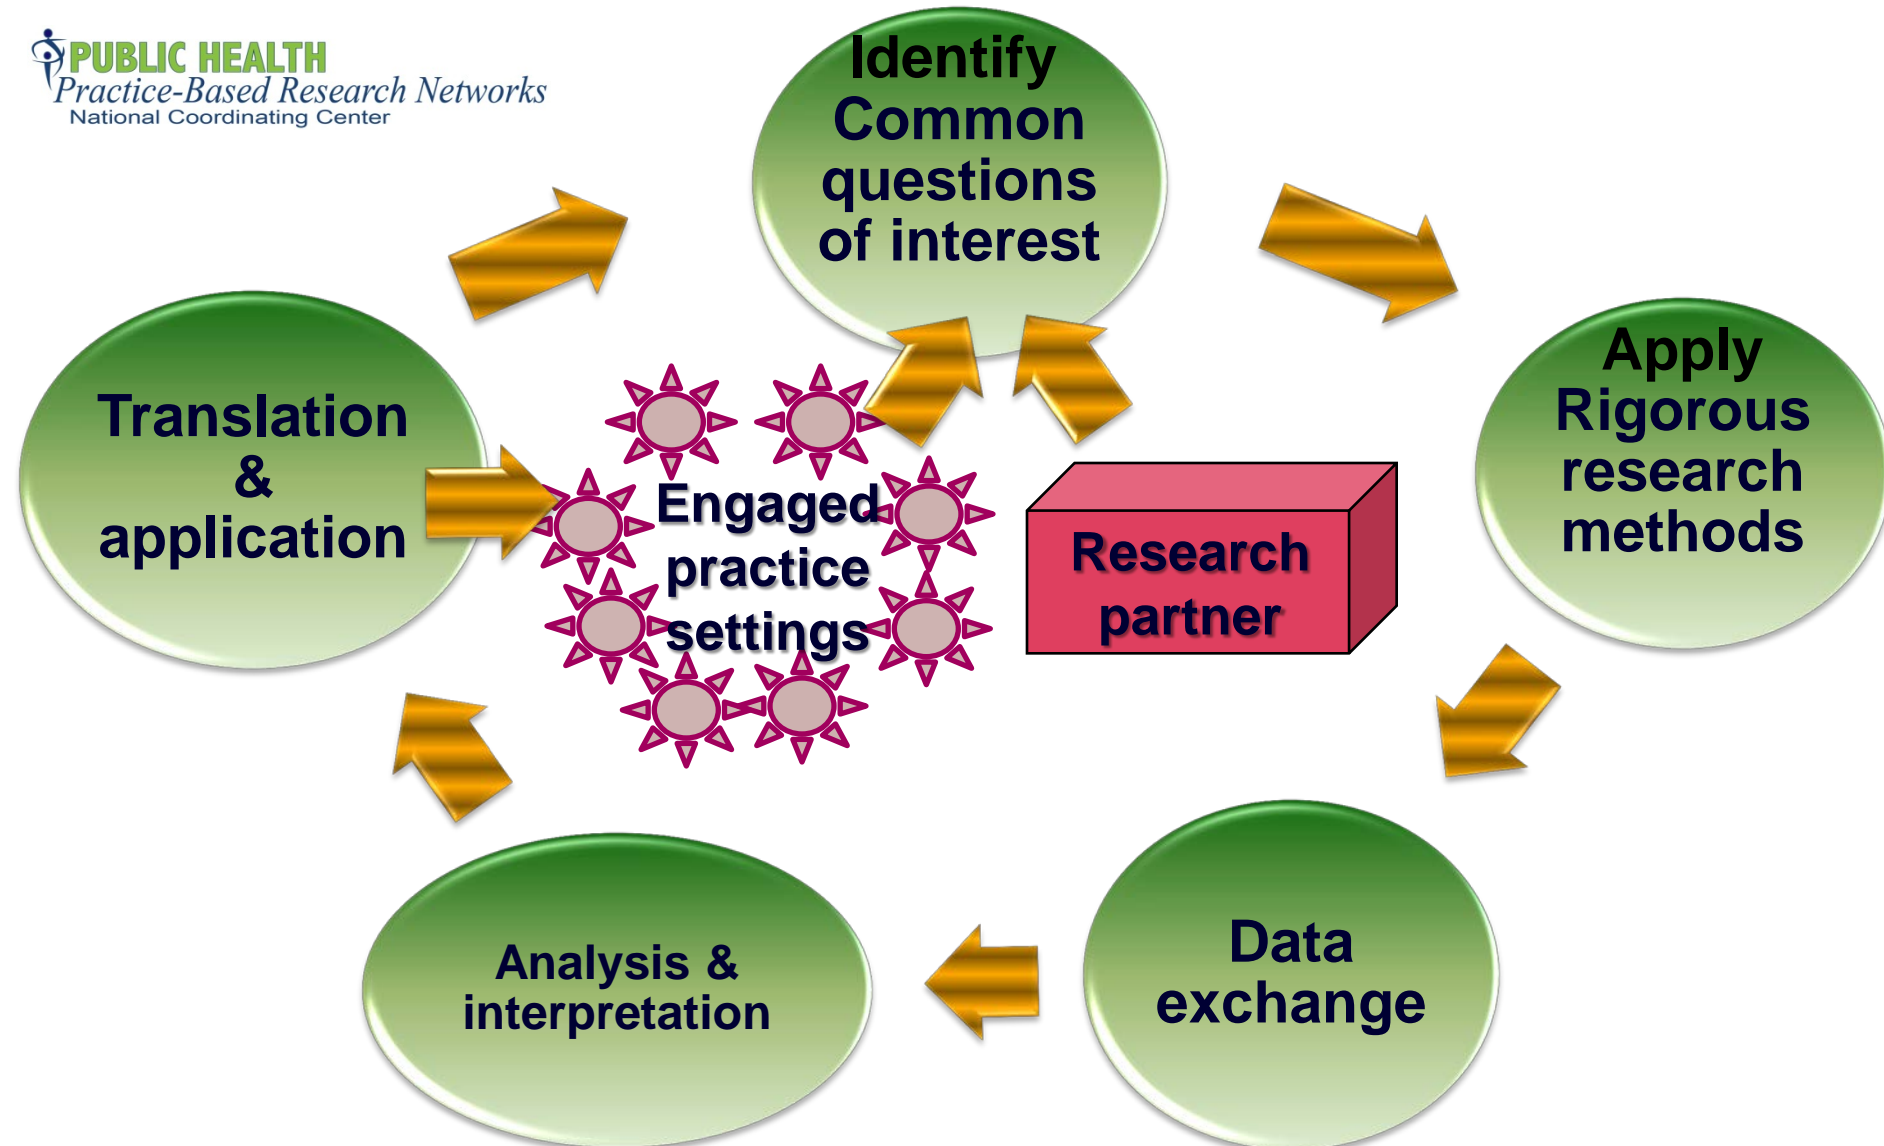 PUBLIC HEALTH
Practice-Based Research Networks
National Coordinating Center
Identify
Common
questions
of interest
Apply
Rigorous
research
methods
Data
exchange
Analysis &
interpretation
Translation
&
application
Engaged
practice
settings
Research
partner